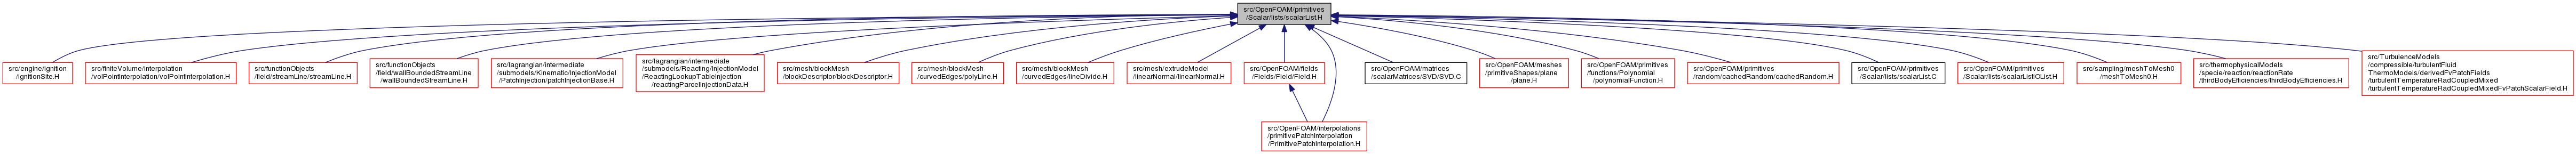 src/OpenFOAM/primitives
/Scalar/lists/scalarList.H
src/engine/ignition
/ignitionSite.H
src/finiteVolume/interpolation
/volPointInterpolation/volPointInterpolation.H
src/functionObjects
/field/streamLine/streamLine.H
src/functionObjects
/field/wallBoundedStreamLine
/wallBoundedStreamLine.H
src/lagrangian/intermediate
/submodels/Kinematic/InjectionModel
/PatchInjection/patchInjectionBase.H
src/lagrangian/intermediate
/submodels/Reacting/InjectionModel
/ReactingLookupTableInjection
/reactingParcelInjectionData.H
src/mesh/blockMesh
/blockDescriptor/blockDescriptor.H
src/mesh/blockMesh
/curvedEdges/polyLine.H
src/mesh/blockMesh
/curvedEdges/lineDivide.H
src/mesh/extrudeModel
/linearNormal/linearNormal.H
src/OpenFOAM/fields
/Fields/Field/Field.H
src/OpenFOAM/matrices
/scalarMatrices/SVD/SVD.C
src/OpenFOAM/meshes
/primitiveShapes/plane
/plane.H
src/OpenFOAM/primitives
/functions/Polynomial
/polynomialFunction.H
src/OpenFOAM/primitives
/random/cachedRandom/cachedRandom.H
src/OpenFOAM/primitives
/Scalar/lists/scalarList.C
src/OpenFOAM/primitives
/Scalar/lists/scalarListIOList.H
src/sampling/meshToMesh0
/meshToMesh0.H
src/thermophysicalModels
/specie/reaction/reactionRate
/thirdBodyEfficiencies/thirdBodyEfficiencies.H
src/TurbulenceModels
/compressible/turbulentFluid
ThermoModels/derivedFvPatchFields
/turbulentTemperatureRadCoupledMixed
/turbulentTemperatureRadCoupledMixedFvPatchScalarField.H
src/OpenFOAM/interpolations
/primitivePatchInterpolation
/PrimitivePatchInterpolation.H